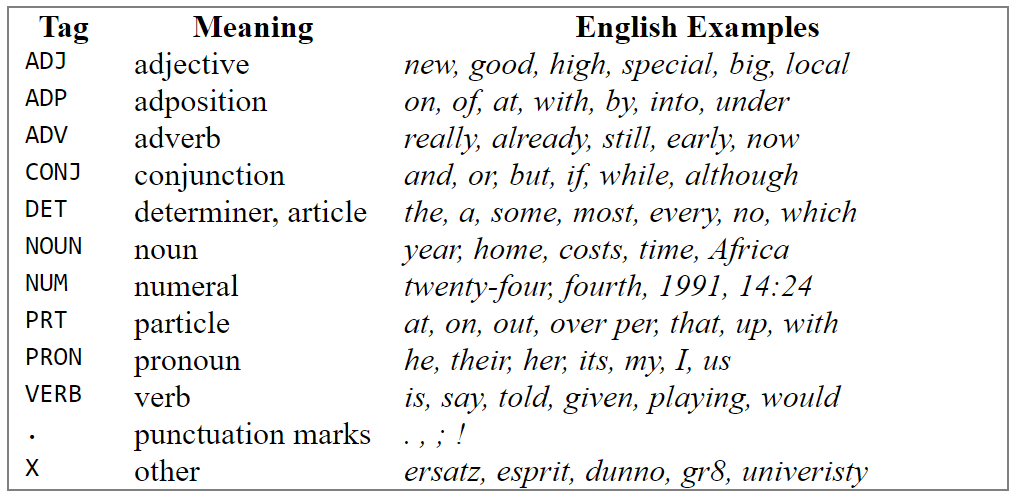 Tag Meaning English Examples
ADJ adjective new, good, high, special, big, local
ADP adposition on, of, at, with, by, into, under
ADV adverb really, already, still, early, now
CONJ conjunction and, or, but, if, while, although
DET determiner, article the, a, some, most, every, no, which
NOUN noun year, home, costs, time, Africa
NUM numeral twenty-four, fourth, 1991, 14:24
PRT particle at, on, out, over per, that, up, with
PRON pronoun he, their, her, its, my, I, us
VERB verb is, say, told, given, playing, would
. punctuation marks . , ; !
X other ersatz, esprit, dunno, gr8, univeristy